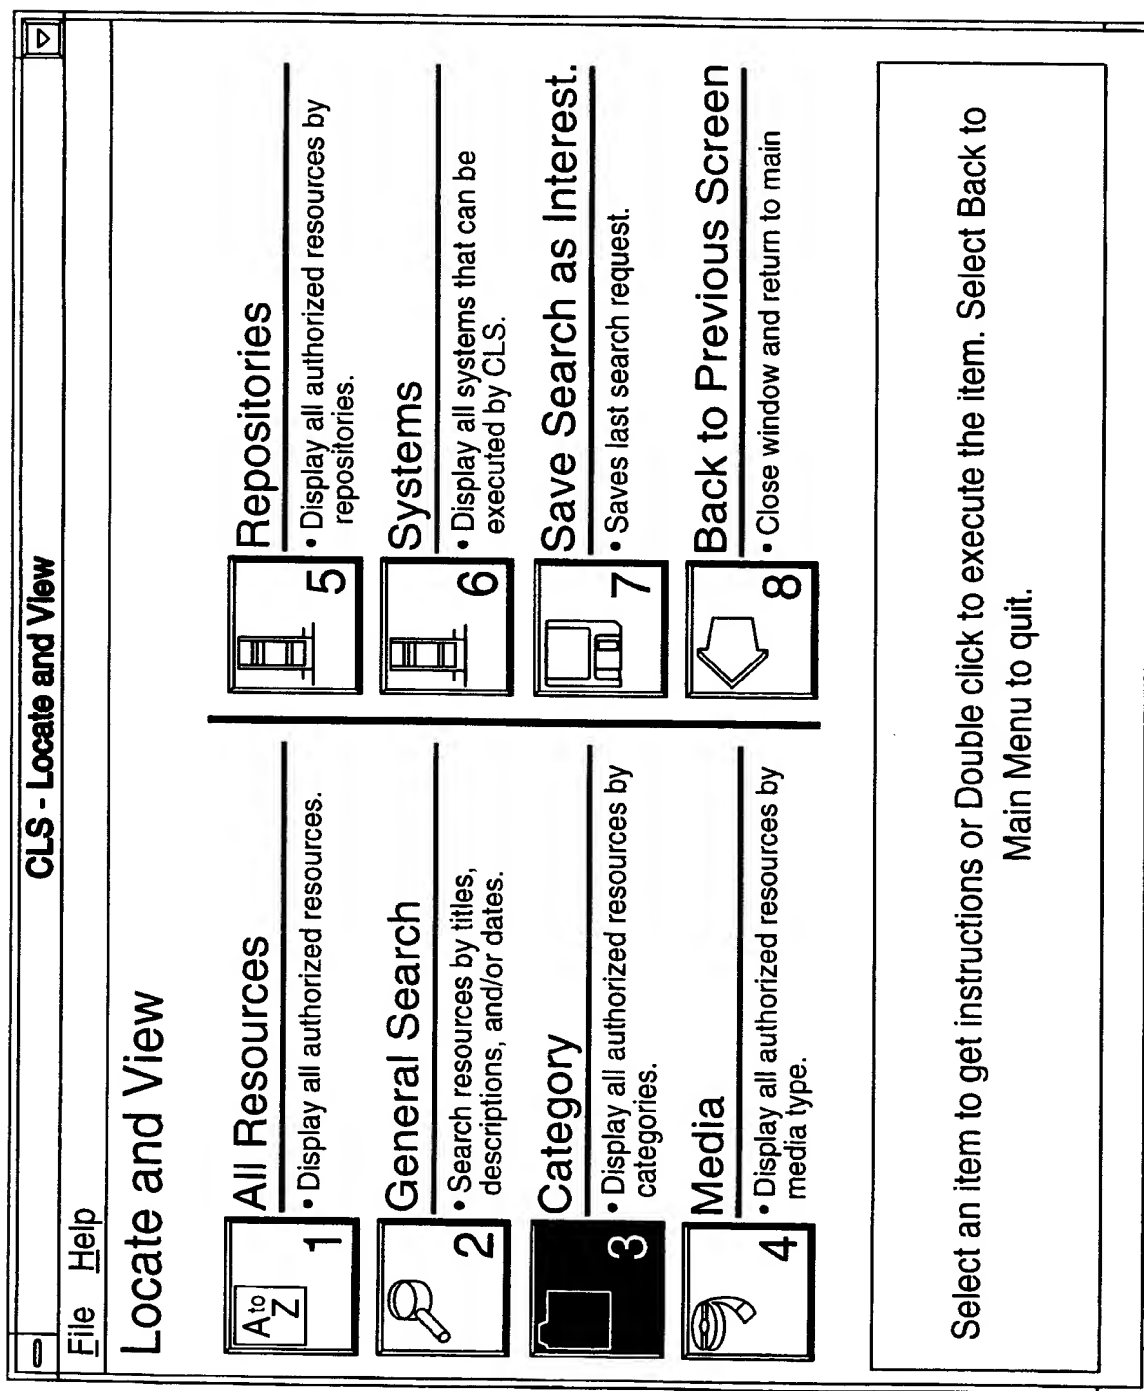 CLS - Locate and View
File Help
Locate and View
A to
Z
1
All Resources
• Display all authorized resources.
2
General Search
• Search resources by titles,
descriptions, and/or dates.
3
Category
• Display all authorized resources by
categories.
4
Media
• Display all authorized resources by
media type.
5
Repositories
• Display all authorized resources by
repositories.
6
Systems
• Display all systems that can be
executed by CLS.
7
Save Search as Interest.
• Saves last search request.
8
Back to Previous Screen
• Close window and return to main
Select an item to get instructions or Double click to execute the item. Select Back to
Main Menu to quit.